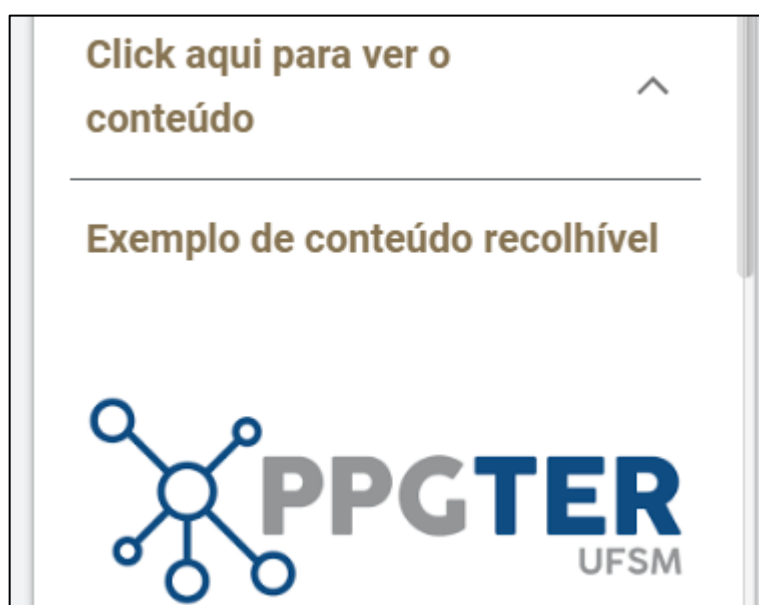 Click aqui para ver o
conteúdo
Exemplo de conteúdo recolhível
PPGTER
UFSM